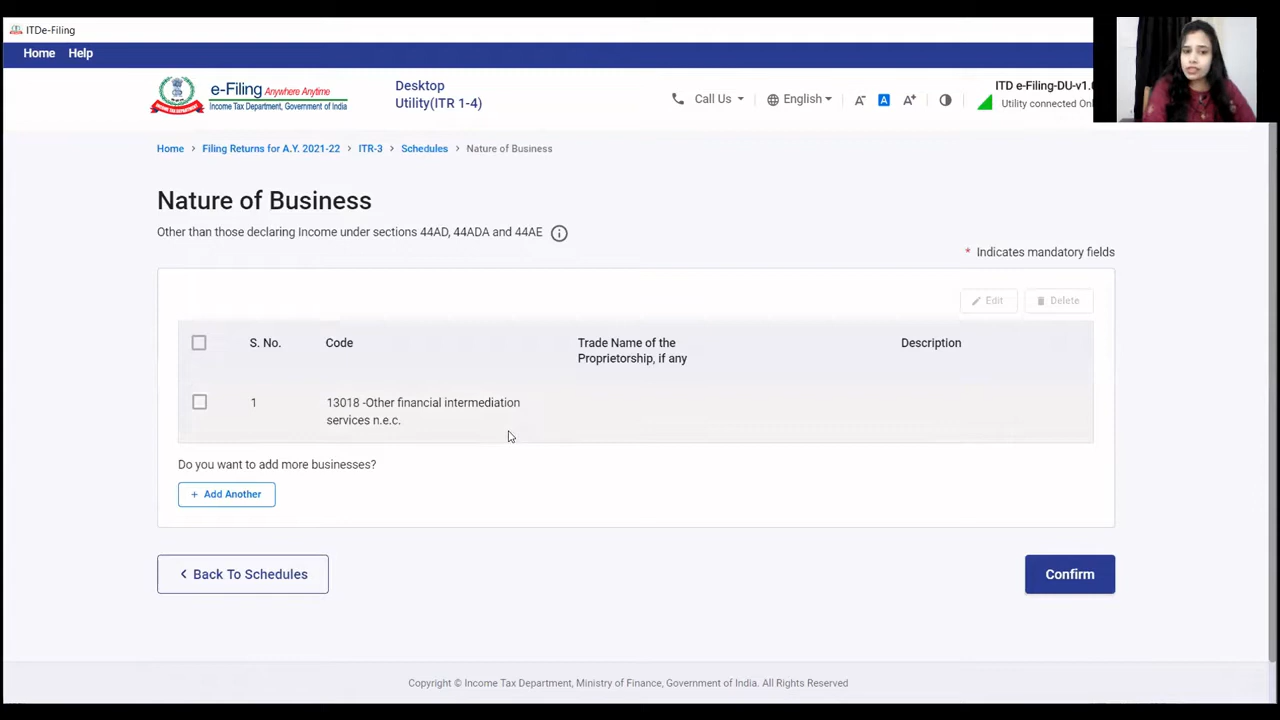 ITDe-Filing
Home Help
e-Filing Anywhere Anytime
Income Tax Department, Government of India
Desktop
Utility(ITR 1-4)
Call Us
English
A-
A
A+
ITD e-Filing-DU-v1.
Utility connected
Home > Filing Returns for A.Y. 2021-22 > ITR-3 > Schedules > Nature of Business
Nature of Business
Other than those declaring Income under sections 44AD, 44ADA and 44AE
* Indicates mandatory fields
Edit Delete
S. No. Code Trade Name of the Description
Proprietorship, if any
1 13018 -Other financial intermediation
services n.e.c.
Do you want to add more businesses?
+ Add Another
< Back To Schedules Confirm
Copyright © Income Tax Department, Ministry of Finance, Government of India. All Rights Reserved